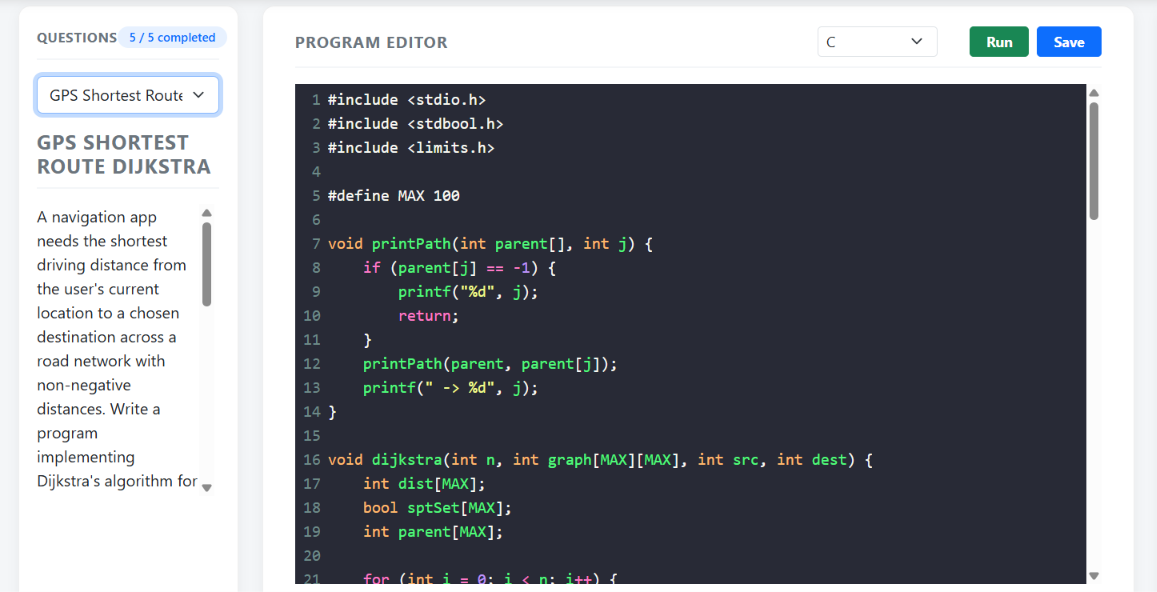 QUESTIONS 5 / 5 completed
GPS Shortest Route
GPS SHORTEST
ROUTE DIJKSTRA
A navigation app
needs the shortest
driving distance from
the user's current
location to a chosen
destination across a
road network with
non-negative
distances. Write a
program
implementing
Dijkstra's algorithm for
PROGRAM EDITOR
C
Run
Save
1 #include <stdio.h>
2 #include <stdbool.h>
3 #include <limits.h>
4
5 #define MAX 100
6
7 void printPath(int parent[], int j) {
8     if (parent[j] == -1) {
9         printf("%d", j);
10         return;
11     }
12     printPath(parent, parent[j]);
13     printf(" -> %d", j);
14 }
15
16 void dijkstra(int n, int graph[MAX][MAX], int src, int dest) {
17     int dist[MAX];
18     bool sptSet[MAX];
19     int parent[MAX];
20
21     for (int i = 0; i < n; i++) {